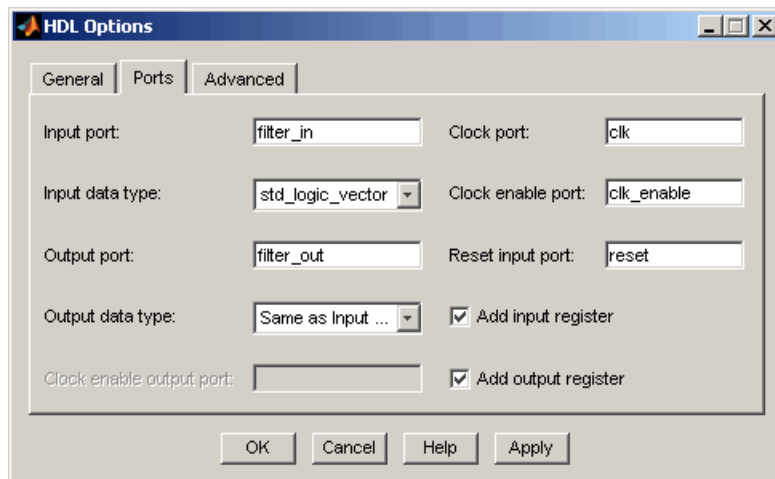 HDL Options
General Ports Advanced
Input port: filter_in Clock port: clk
Input data type: std_logic_vector Clock enable port: clk_enable
Output port: filter_out Reset input port: reset
Output data type: Same as Input ... Add input register
Clock enable output port: Add output register
OK Cancel Help Apply